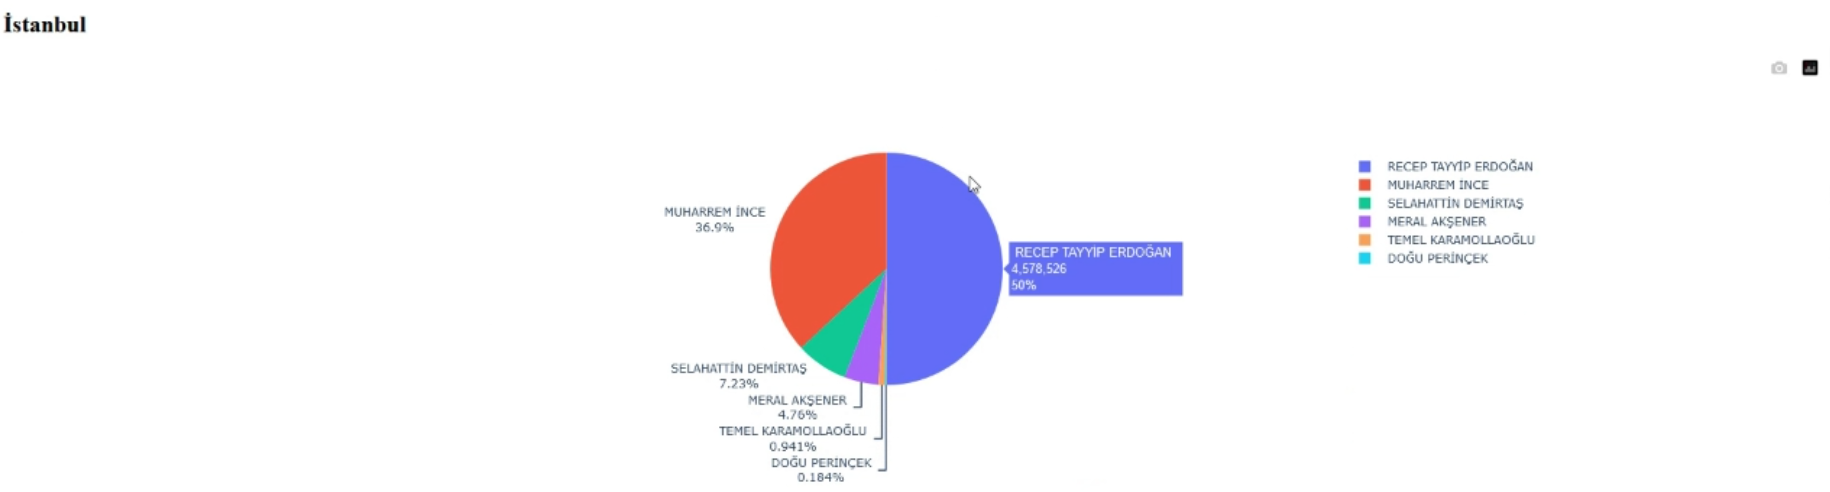 İstanbul
MUHARREM İNCE
36.9%
RECEP TAYYİP ERDOĞAN
4,578,526
50%
SELAHATTİN DEMİRTAŞ
7.23%
MERAL AKŞENER
4.76%
TEMEL KARAMOLLAOĞLU
0.941%
DOĞU PERİNÇEK
0.184%
RECEP TAYYİP ERDOĞAN
MUHARREM İNCE
SELAHATTİN DEMİRTAŞ
MERAL AKŞENER
TEMEL KARAMOLLAOĞLU
DOĞU PERİNÇEK